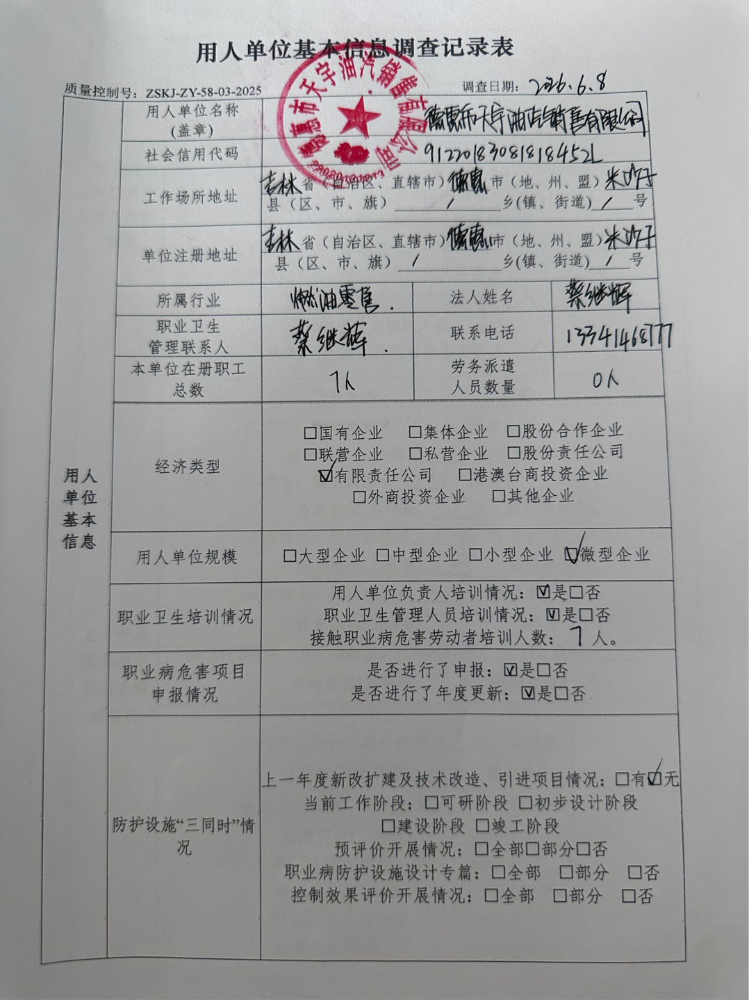 用人单位基本信息调查记录表
质量控制号：ZSKJ-ZY-58-03-2025
调查日期：2026.6.8
用人单位名称
(盖章)
德惠市天宇油汽销售有限公司
德惠市天宇油汽销售有限公司
社会信用代码
91220183081818452L
工作场所地址
吉林省（自治区、直辖市）德惠市（地、州、盟）米沙子
县（区、市、旗）/乡(镇、街道)/号
单位注册地址
吉林省（自治区、直辖市）德惠市（地、州、盟）米沙子
县（区、市、旗）/乡(镇、街道)/号
所属行业 燃油零售. 法人姓名 蔡继辉
职业卫生
管理联系人
蔡继辉. 联系电话 13341468777
本单位在册职工
总数
7人
劳务派遣
人员数量
0人
用人
单位
基本
信息
经济类型
□国有企业 □集体企业 □股份合作企业
□联营企业 □私营企业 □股份责任公司
☑有限责任公司 □港澳台商投资企业
□外商投资企业 □其他企业
用人单位规模
□大型企业 □中型企业 □小型企业 ☑微型企业
职业卫生培训情况
用人单位负责人培训情况：☑是□否
职业卫生管理人员培训情况：☑是□否
接触职业病危害劳动者培训人数：7人。
职业病危害项目
申报情况
是否进行了申报：☑是□否
是否进行了年度更新：☑是□否
防护设施“三同时”情
况
上一年度新改扩建及技术改造、引进项目情况：□有☑无
当前工作阶段：□可研阶段 □初步设计阶段
□建设阶段 □竣工阶段
预评价开展情况：□全部□部分□否
职业病防护设施设计专篇：□全部 □部分 □否
控制效果评价开展情况：□全部 □部分 □否